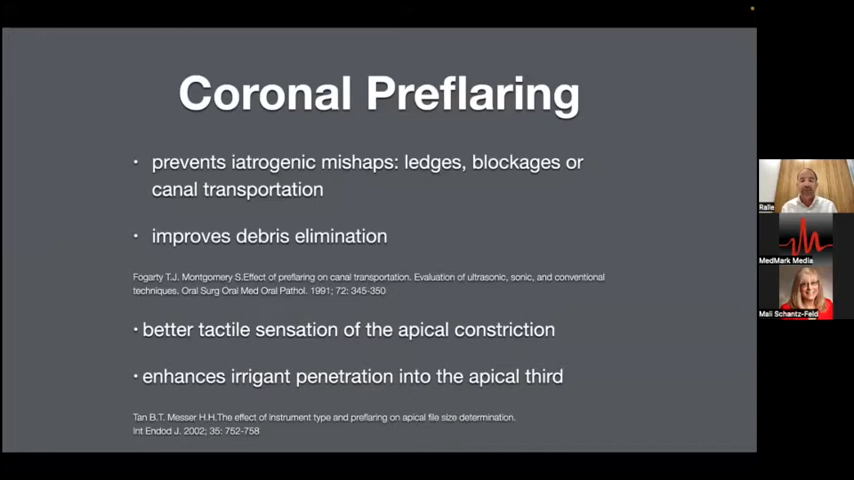 Coronal Preflaring
• prevents iatrogenic mishaps: ledges, blockages or
canal transportation
• improves debris elimination
Fogarty T.J. Montgomery S.Effect of preflaring on canal transportation. Evaluation of ultrasonic, sonic, and conventional
techniques. Oral Surg Oral Med Oral Pathol. 1991; 72: 345-350
• better tactile sensation of the apical constriction
• enhances irrigant penetration into the apical third
Tan B.T. Messer H.H.The effect of instrument type and preflaring on apical file size determination.
Int Endod J. 2002; 35: 752-758
Ralle
MedMark Media
Mali Schantz-Feld